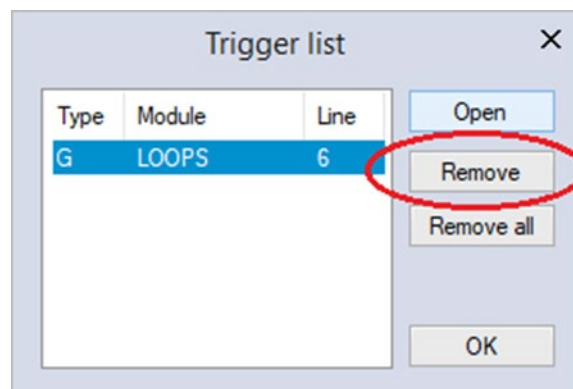 Trigger list
Type Module Line
G LOOPS 6
Open
Remove
Remove all
OK